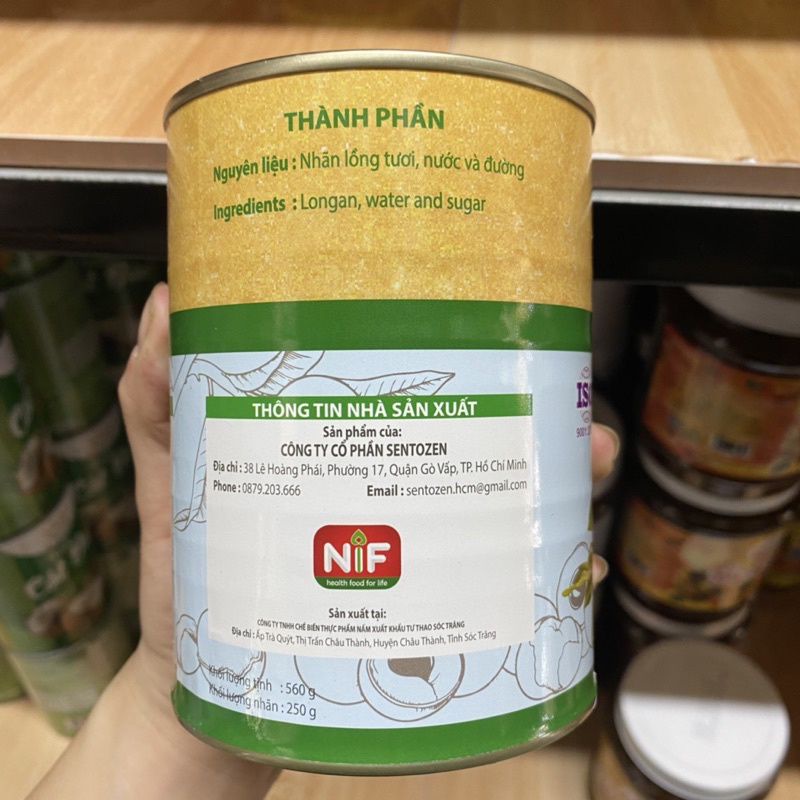 THÀNH PHẦN
Nguyên liệu : Nhãn lồng tươi, nước và đường
Ingredients : Longan, water and sugar
THÔNG TIN NHÀ SẢN XUẤT
Sản phẩm của:
CÔNG TY CỔ PHẦN SENTOZEN
Địa chỉ : 38 Lê Hoàng Phái, Phường 17, Quận Gò Vấp, TP. Hồ Chí Minh
Phone : 0879.203.666 Email : sentozen.hcm@gmail.com
NiF
health food for life
Sản xuất tại:
CÔNG TY TNHH CHẾ BIẾN THỰC PHẨM NẤM XUẤT KHẨU TƯ THAO SÓC TRĂNG
Địa chỉ : Ấp Trà Quýt, Thị Trấn Châu Thành, Huyện Châu Thành, Tỉnh Sóc Trăng
Khối lượng tịnh : 560 g
Khối lượng nhãn : 250 g